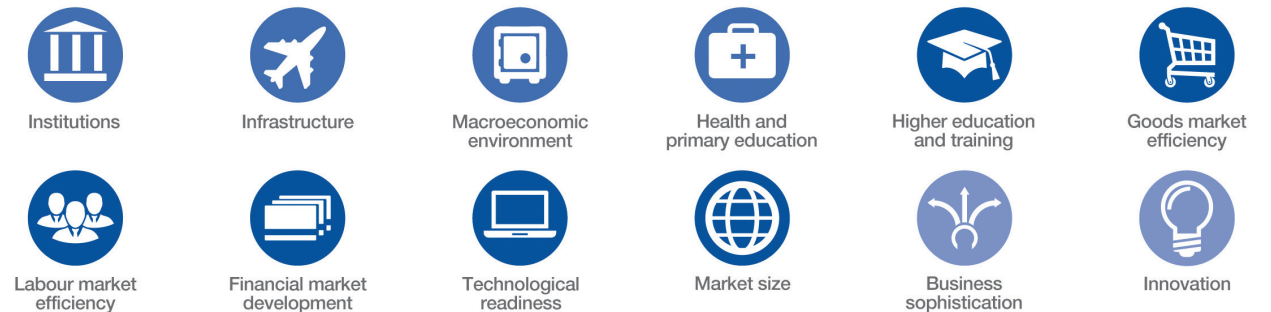 Institutions
Infrastructure
Macroeconomic
environment
Health and
primary education
Higher education
and training
Goods market
efficiency
Labour market
efficiency
Financial market
development
Technological
readiness
Market size
Business
sophistication
Innovation